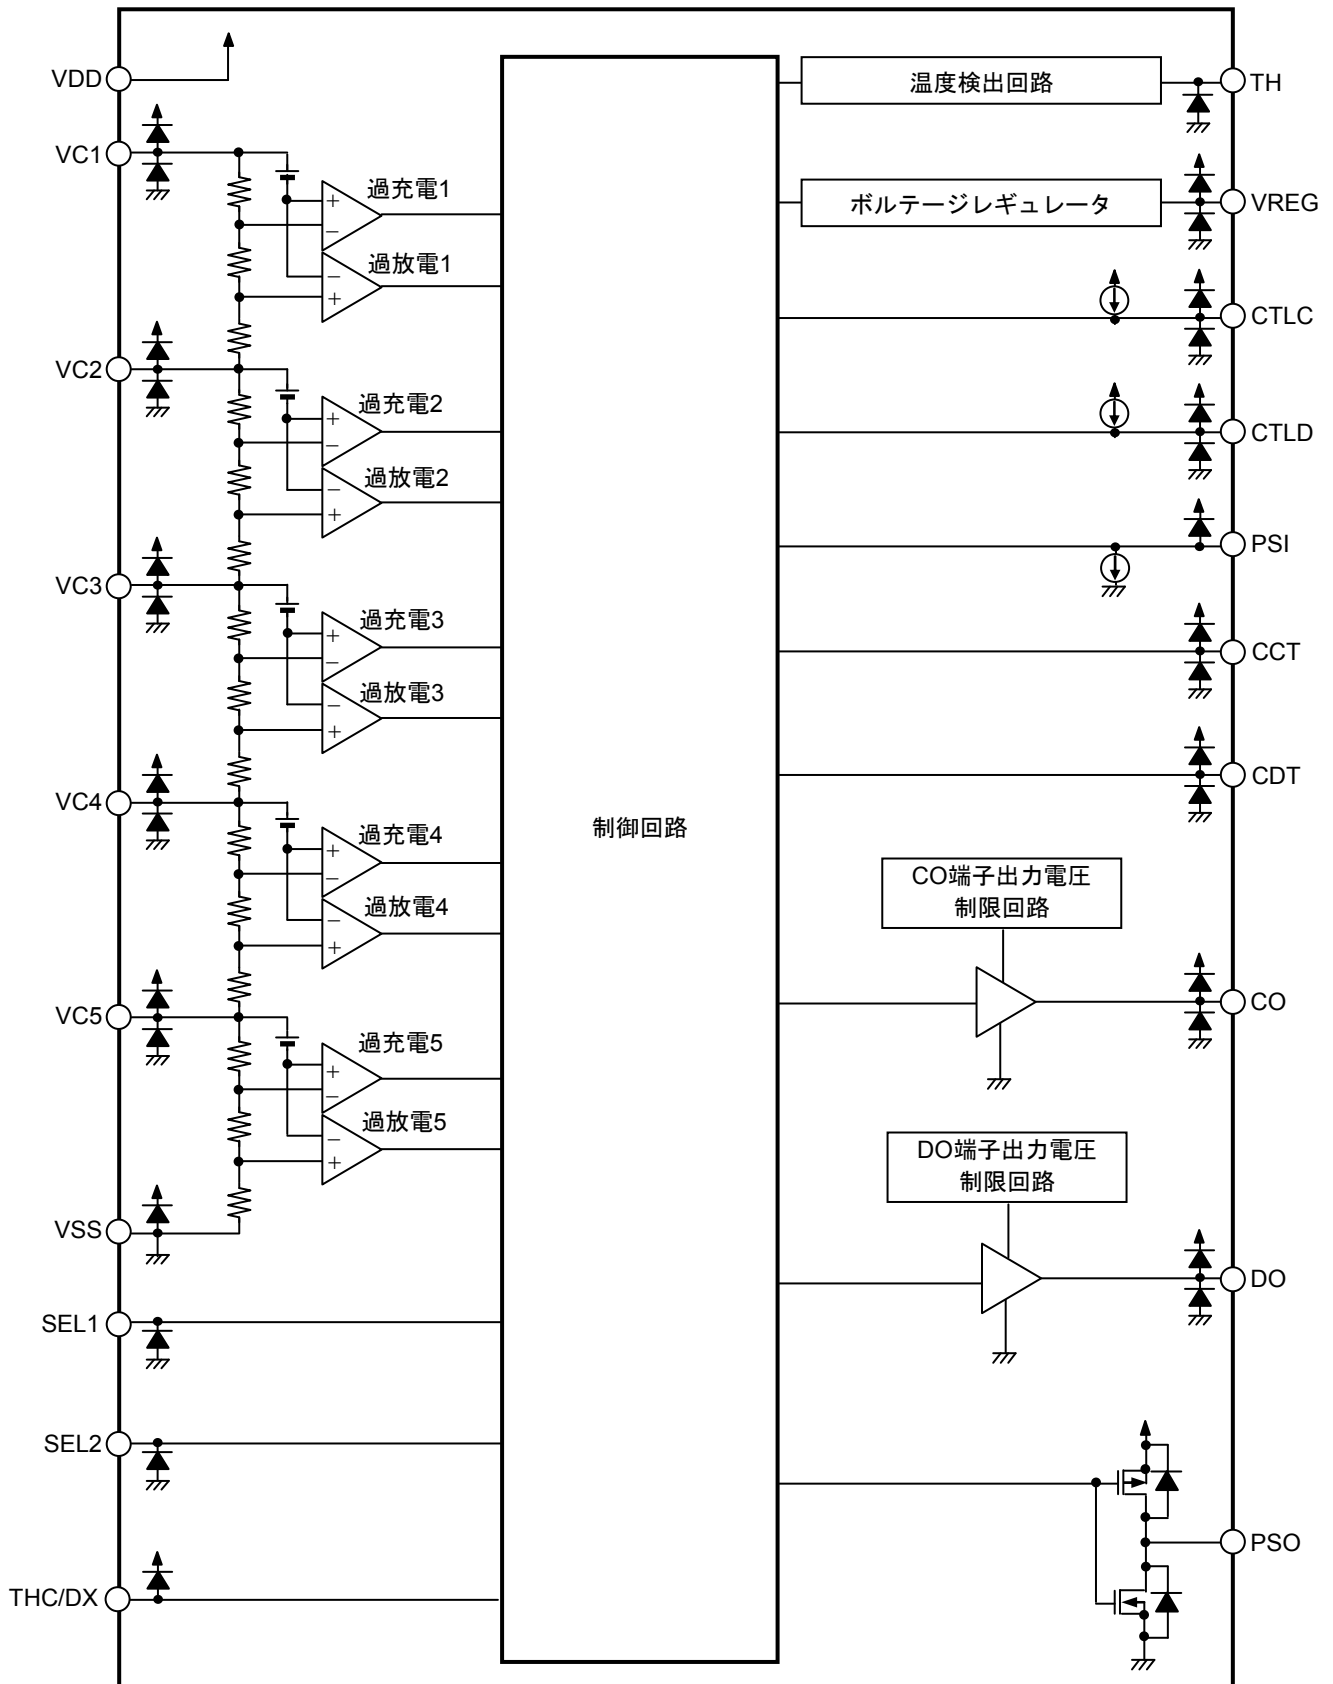 VDD
VC1
過充電1
+
−
過放電1
−
+
VC2
過充電2
+
−
過放電2
−
+
VC3
過充電3
+
−
過放電3
−
+
VC4
過充電4
+
−
過放電4
−
+
VC5
過充電5
+
−
過放電5
−
+
VSS
SEL1
SEL2
THC/DX
制御回路
温度検出回路
TH
ボルテージレギュレータ
VREG
CTLC
CTLD
PSI
CCT
CDT
CO端子出力電圧
制限回路
CO
DO端子出力電圧
制限回路
DO
PSO